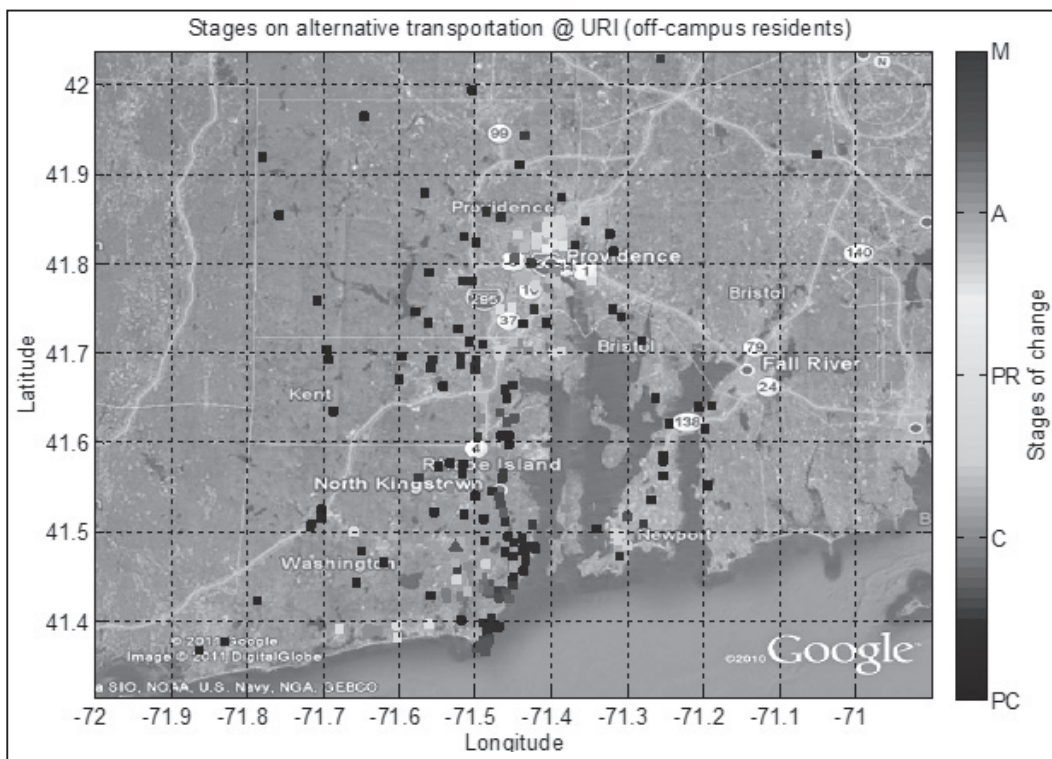 Stages on alternative transportation @ URI (off-campus residents)
Latitude
42
41.9
41.8
41.7
41.6
41.5
41.4
-72
-71.9
-71.8
-71.7
-71.6
-71.5
-71.4
-71.3
-71.2
-71.1
-71
Longitude
M
A
PR
C
PC
Stages of change
N
99
Providence
Providence
140
1
10
295
37
Bristol
Bristol
79
Fall River
24
Kent
138
4
Rhode Island
North Kingstown
Newport
Washington
© 2011 Google
Image © 2011 DigitalGlobe
a SIO, NOAA, U.S. Navy, NGA, GEBCO
©2010 Google